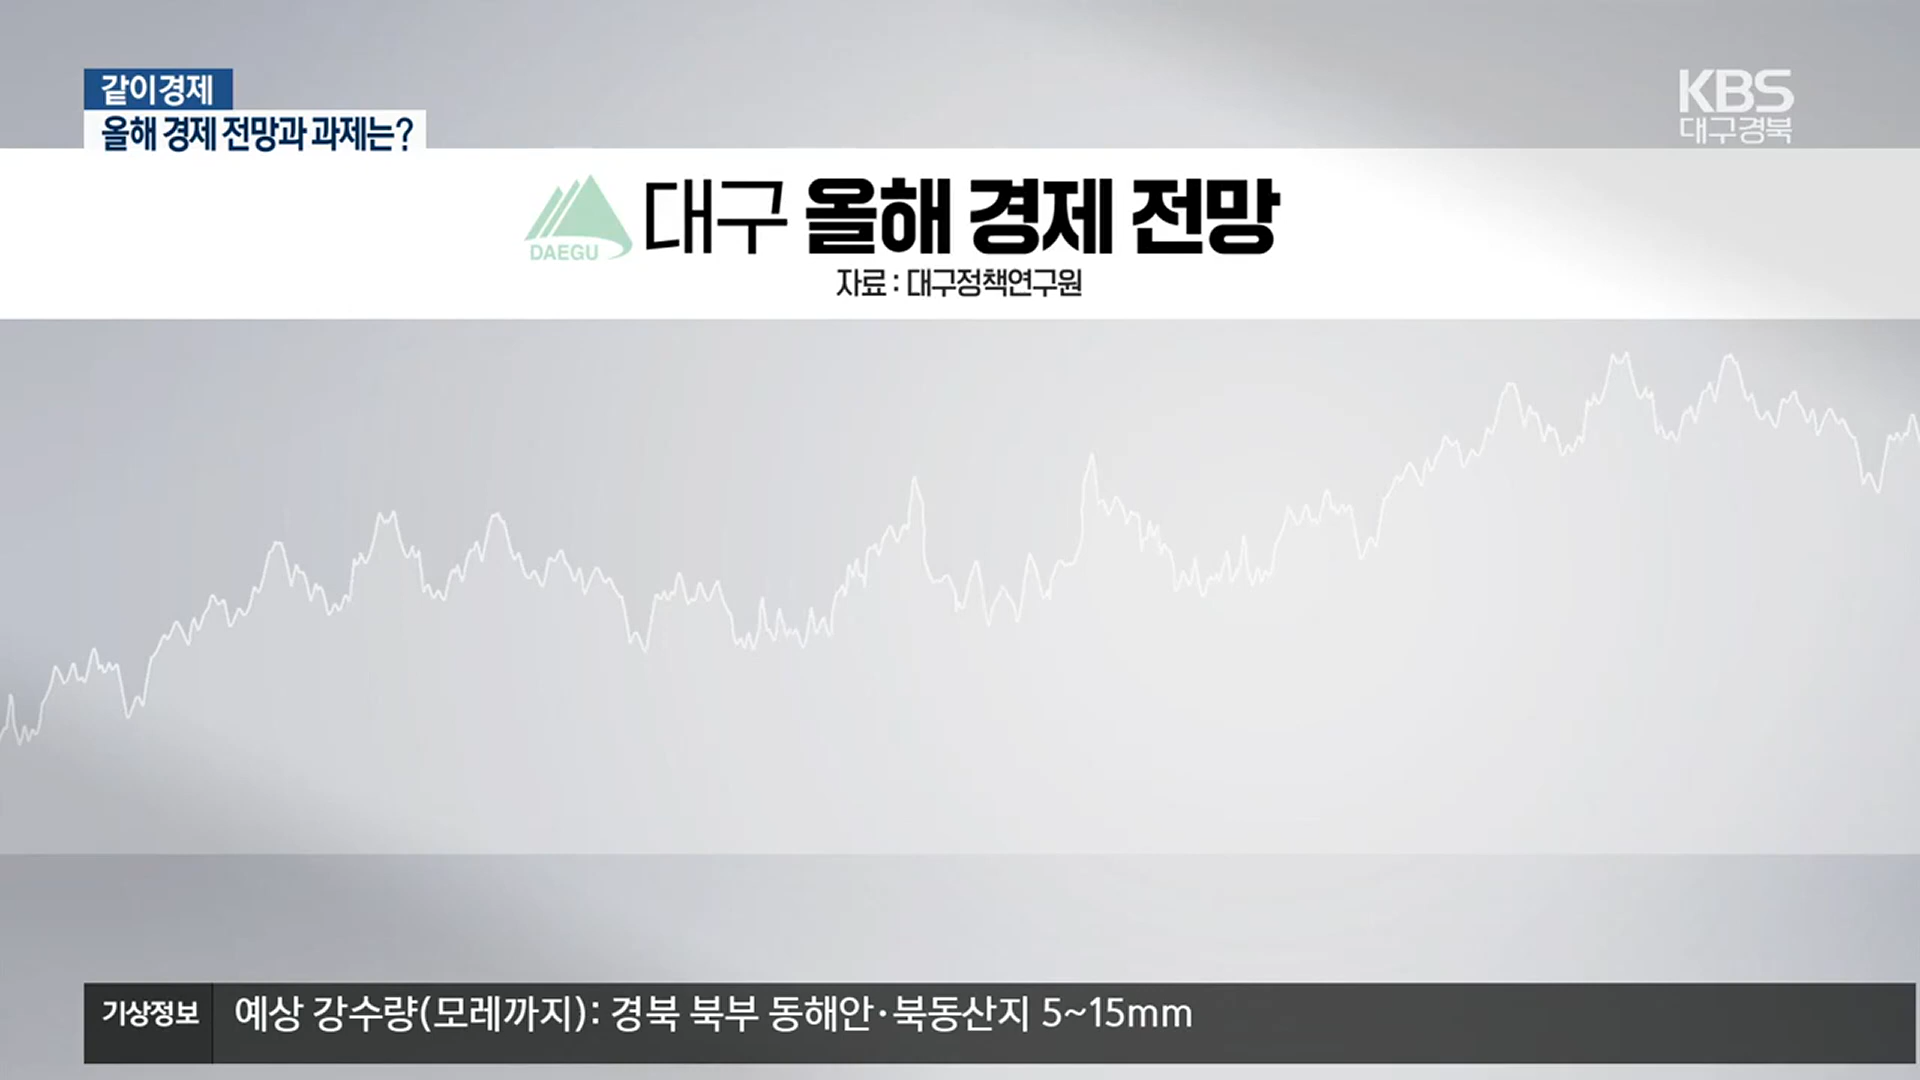 같이경제
올해 경제 전망과 과제는?
KBS
대구경북
DAEGU
대구 올해 경제 전망
자료 : 대구정책연구원
기상정보
예상 강수량(모레까지): 경북 북부 동해안·북동산지 5~15mm